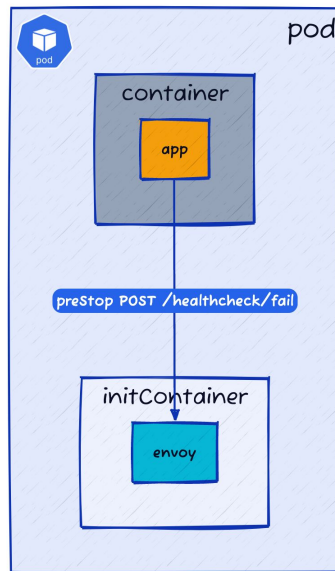 pod
pod
container
app
preStop POST /healthcheck/fail
initContainer
envoy